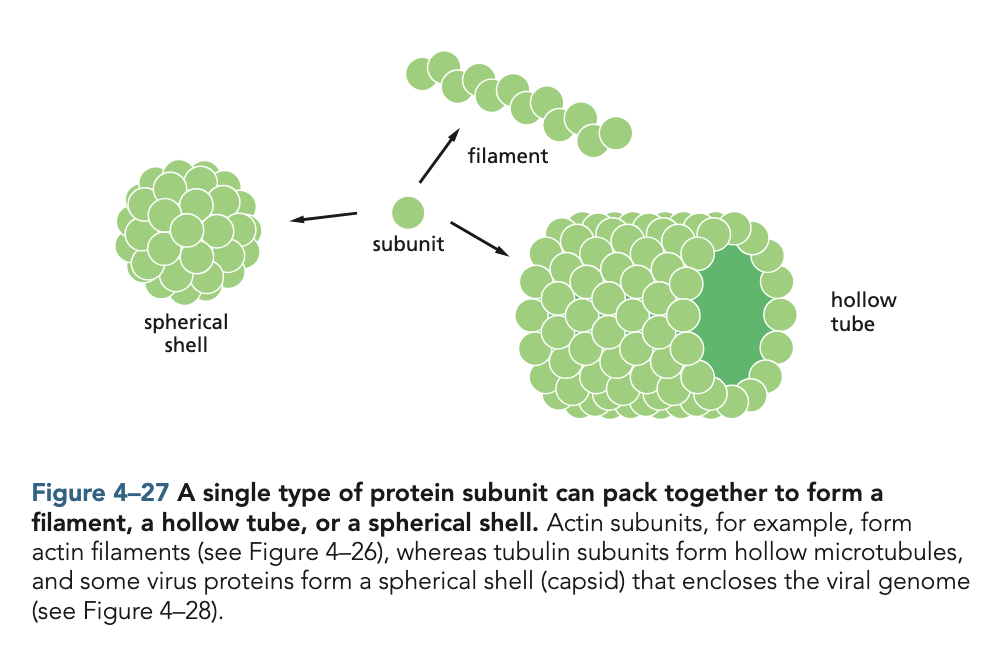 filament
subunit
spherical
shell
hollow
tube
Figure 4–27 A single type of protein subunit can pack together to form a
filament, a hollow tube, or a spherical shell. Actin subunits, for example, form
actin filaments (see Figure 4–26), whereas tubulin subunits form hollow microtubules,
and some virus proteins form a spherical shell (capsid) that encloses the viral genome
(see Figure 4–28).